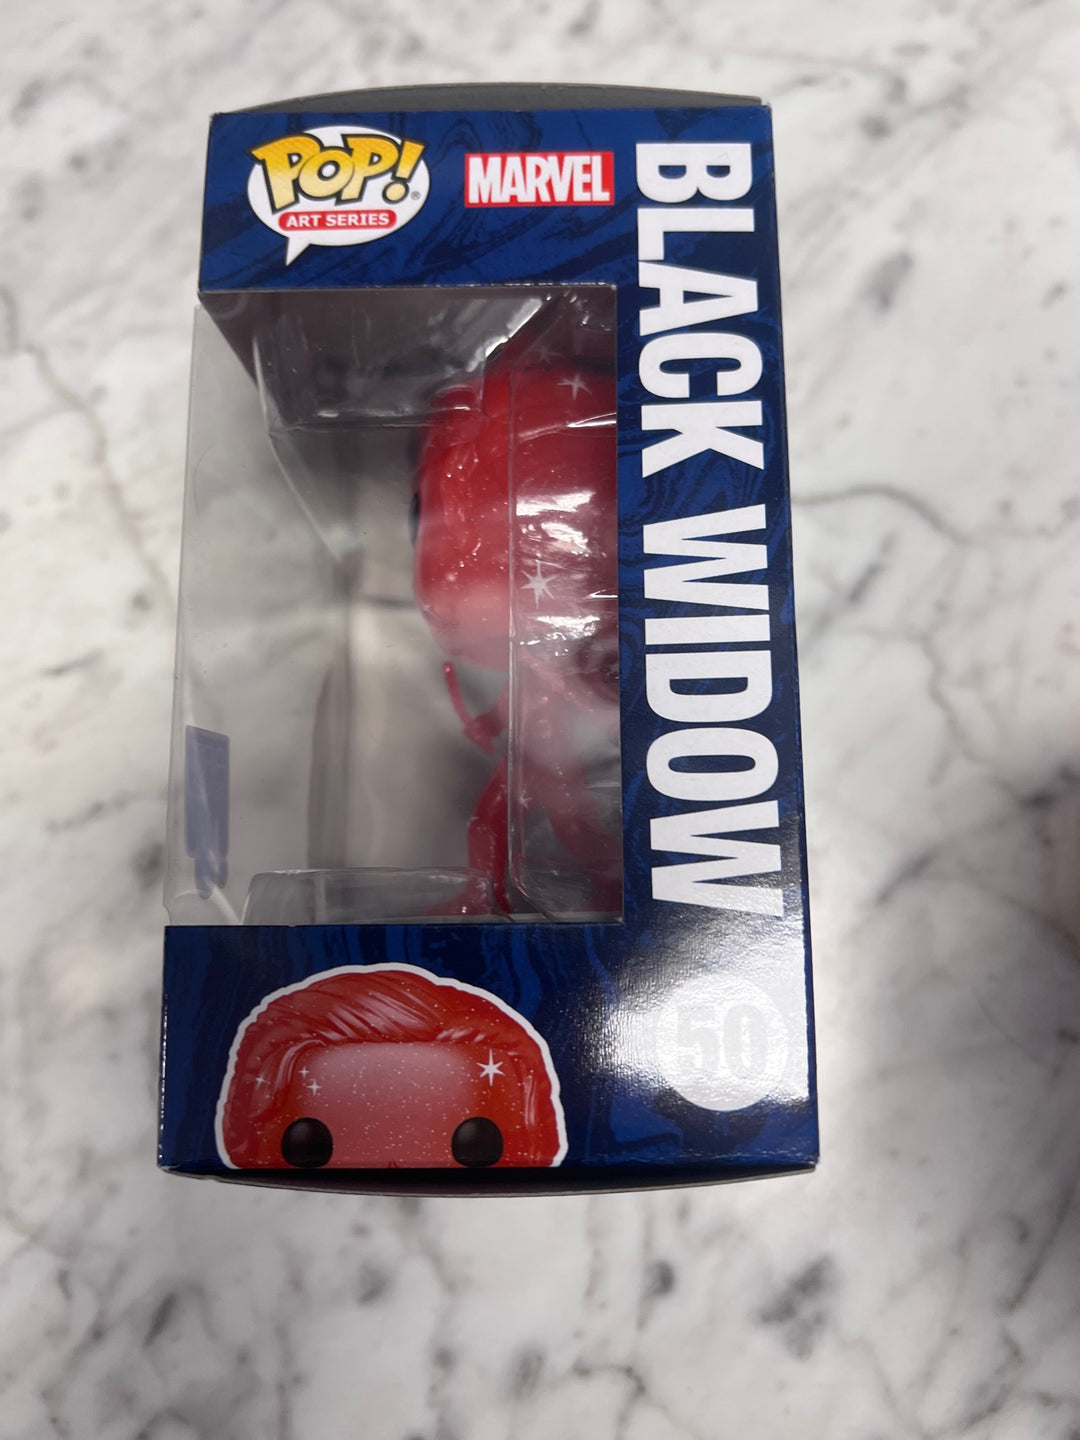 POP!
ART SERIES
MARVEL
BLACK WIDOW
50